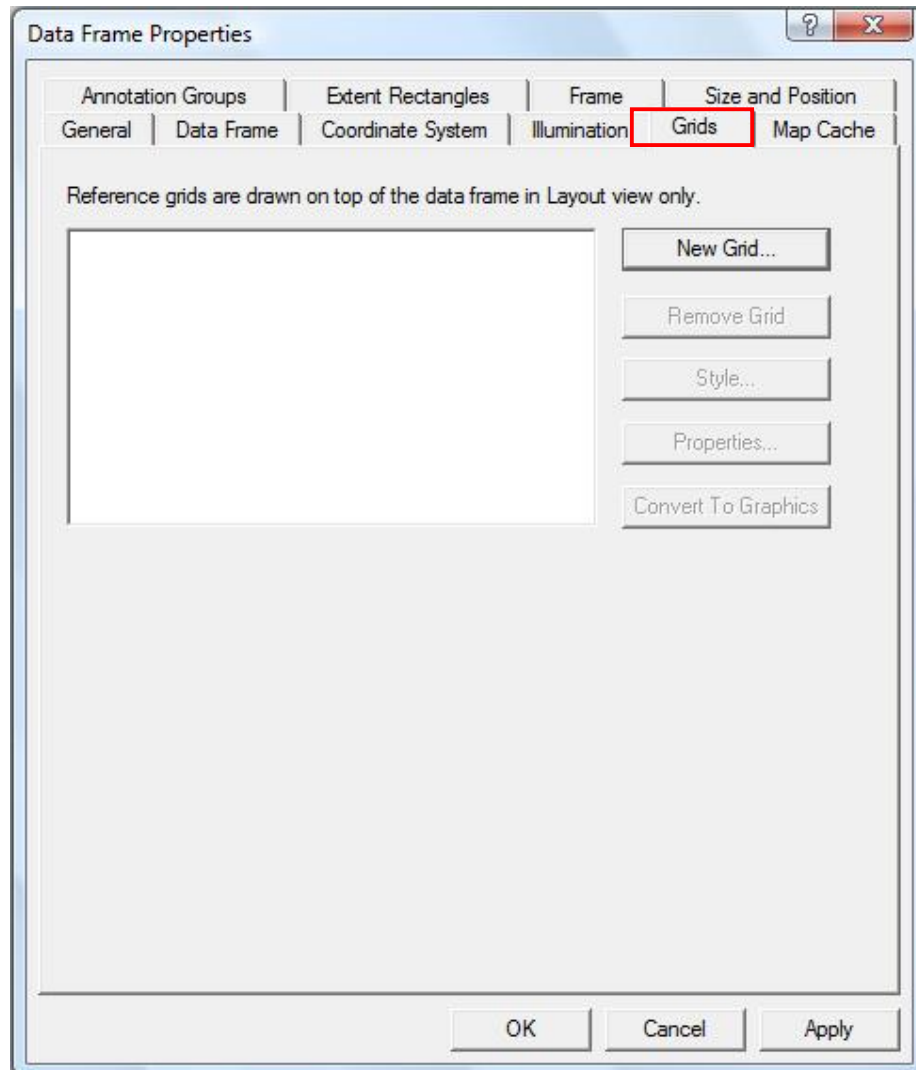 Data Frame Properties
Annotation Groups Extent Rectangles Frame Size and Position
General Data Frame Coordinate System Illumination Grids Map Cache
Reference grids are drawn on top of the data frame in Layout view only.
New Grid...
Remove Grid
Style...
Properties...
Convert To Graphics
OK Cancel Apply